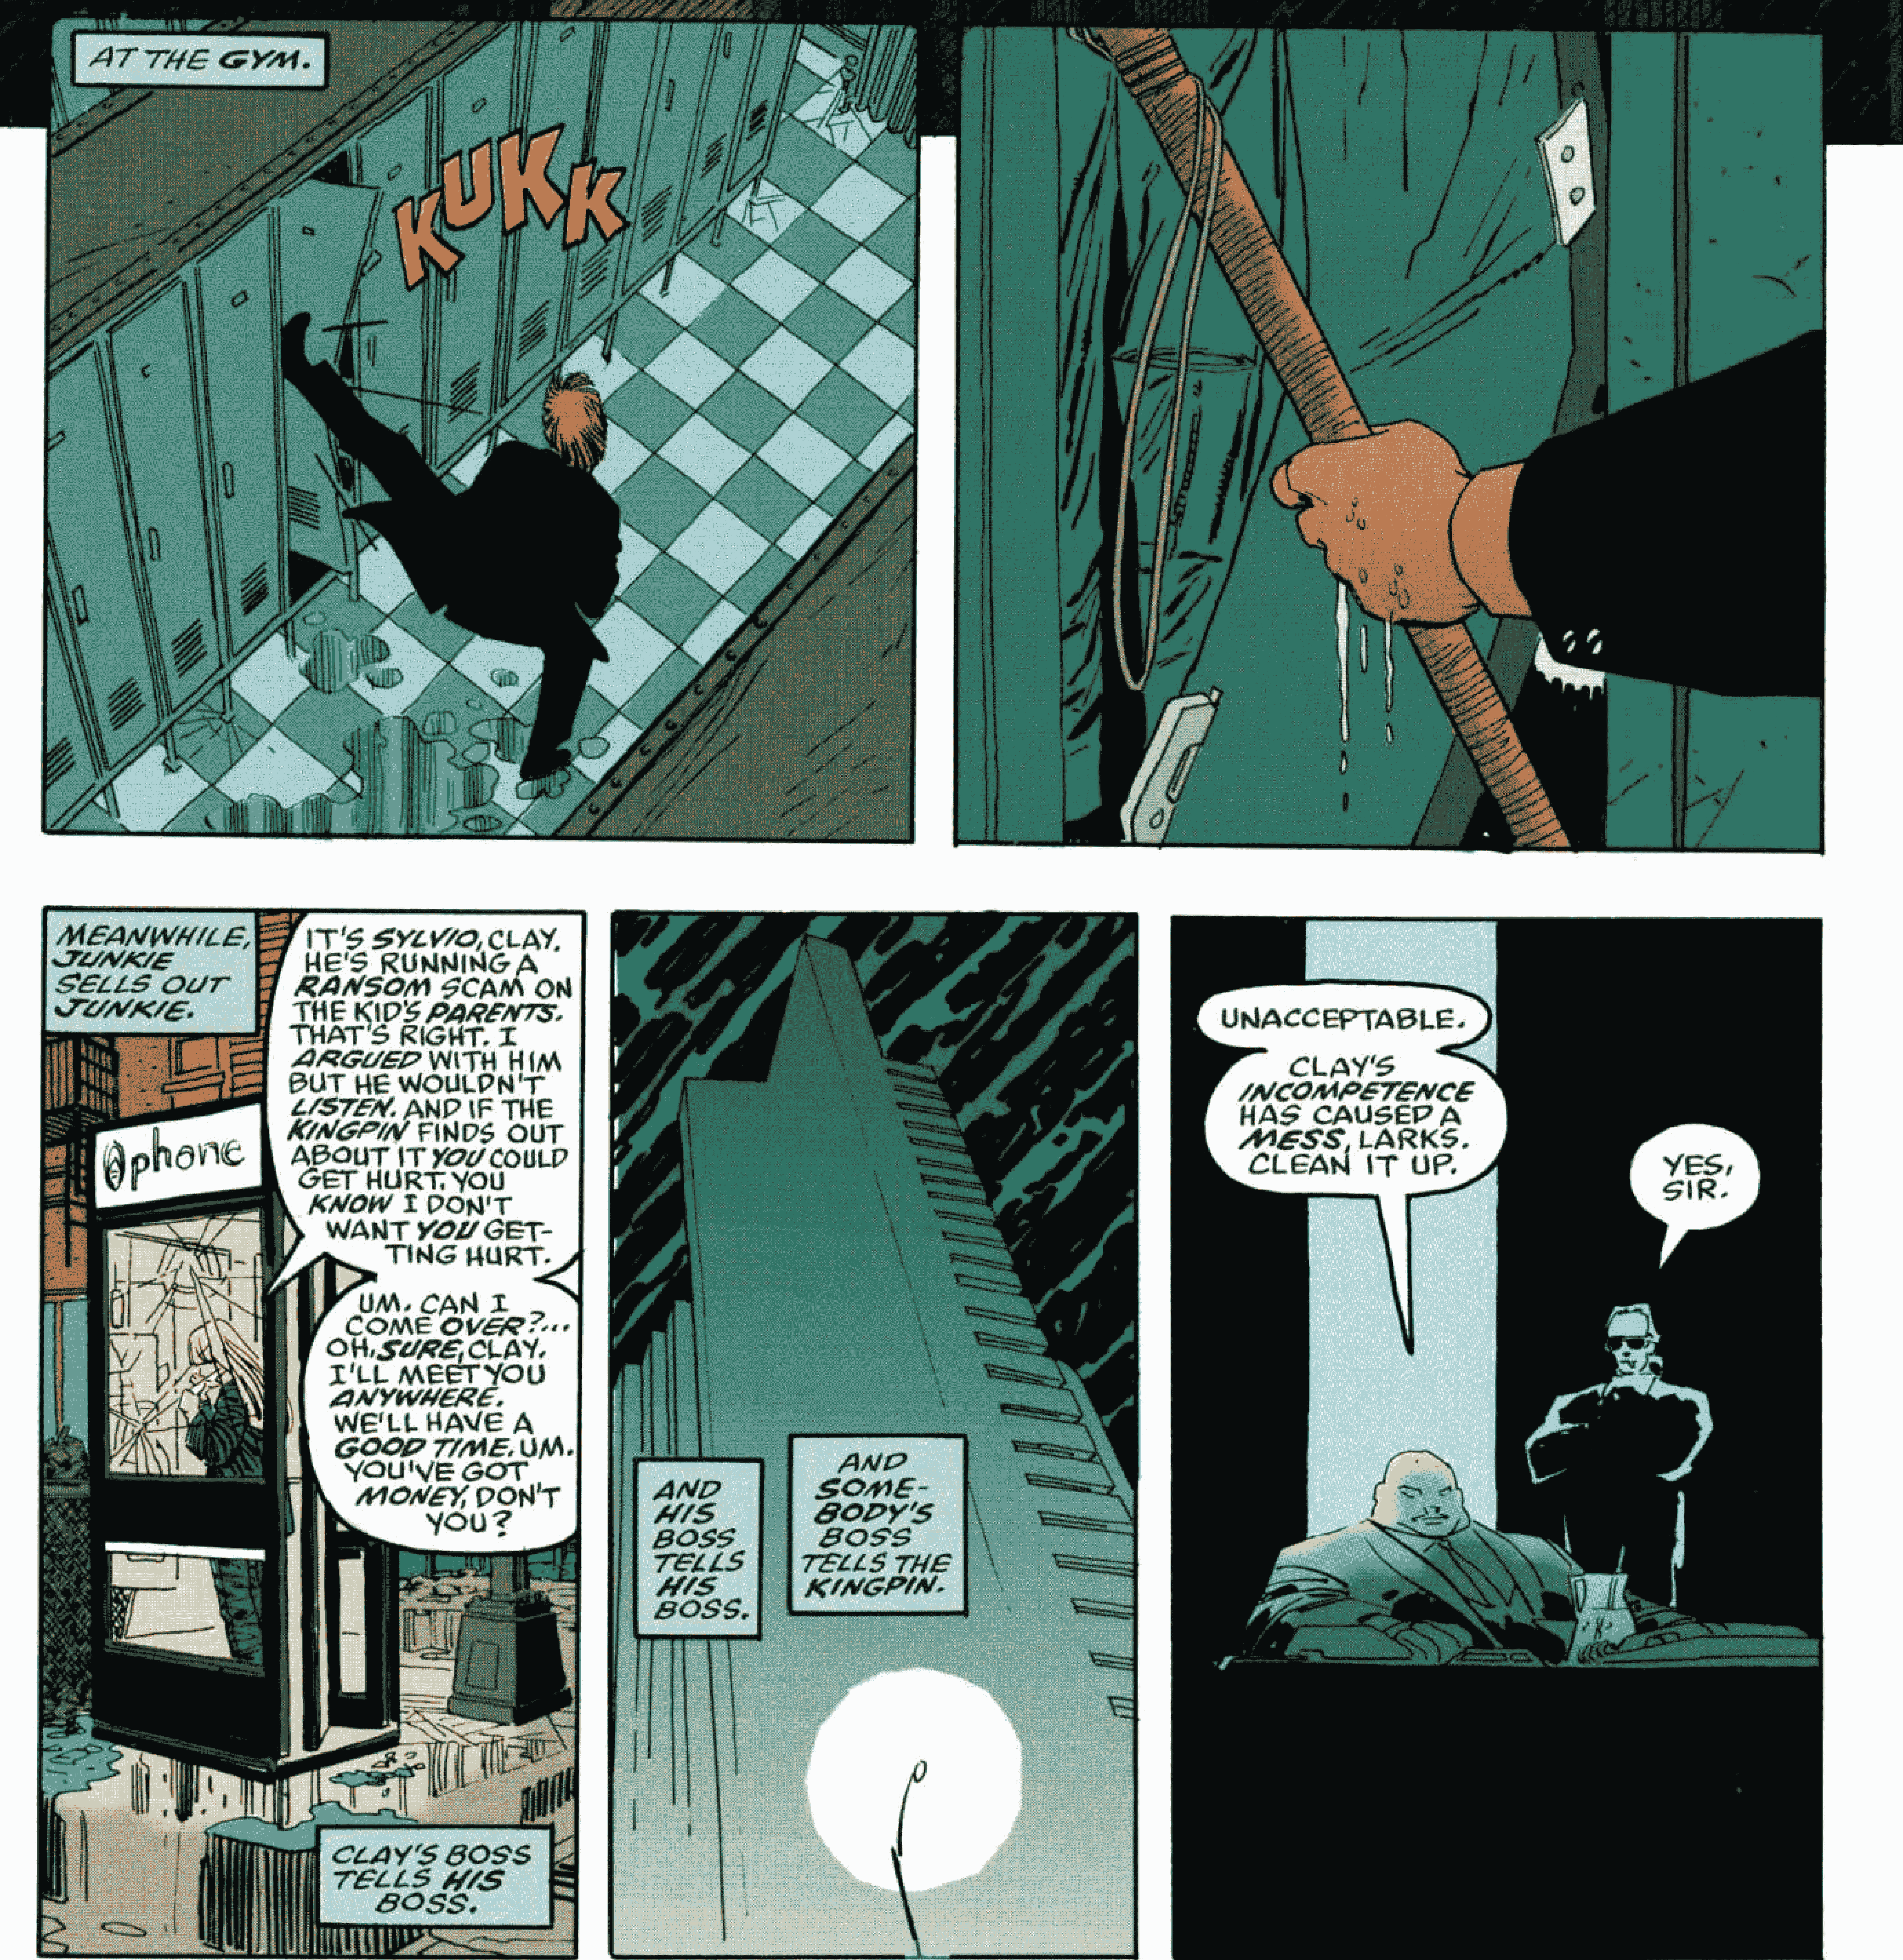 AT THE GYM.
KUKK
MEANWHILE,
JUNKIE
SELLS OUT
JUNKIE.
IT'S SYLVIO, CLAY.
HE'S RUNNING A
RANSOM SCAM ON
THE KID'S PARENTS.
THAT'S RIGHT. I
ARGUED WITH HIM
BUT HE WOULDN'T
LISTEN. AND IF THE
KINGPIN FINDS OUT
ABOUT IT YOU COULD
GET HURT. YOU
KNOW I DON'T
WANT YOU GET-
TING HURT.
phone
UM. CAN I
COME OVER?...
OH, SURE, CLAY.
I'LL MEET YOU
ANYWHERE.
WE'LL HAVE A
GOOD TIME. UM.
YOU'VE GOT
MONEY, DON'T
YOU?
CLAY'S BOSS
TELLS HIS
BOSS.
AND
HIS
BOSS
TELLS
HIS
BOSS.
AND
SOME-
BODY'S
BOSS
TELLS THE
KINGPIN.
UNACCEPTABLE.
CLAY'S
INCOMPETENCE
HAS CAUSED A
MESS, LARKS.
CLEAN IT UP.
YES,
SIR.